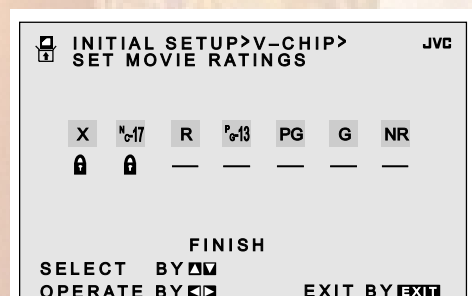 INITIAL SETUP>V–CHIP> JVC
SET MOVIE RATINGS
X NC-17 R PG-13 PG G NR
FINISH
SELECT BY ▲▼
OPERATE BY ◀▶ EXIT BY EXIT